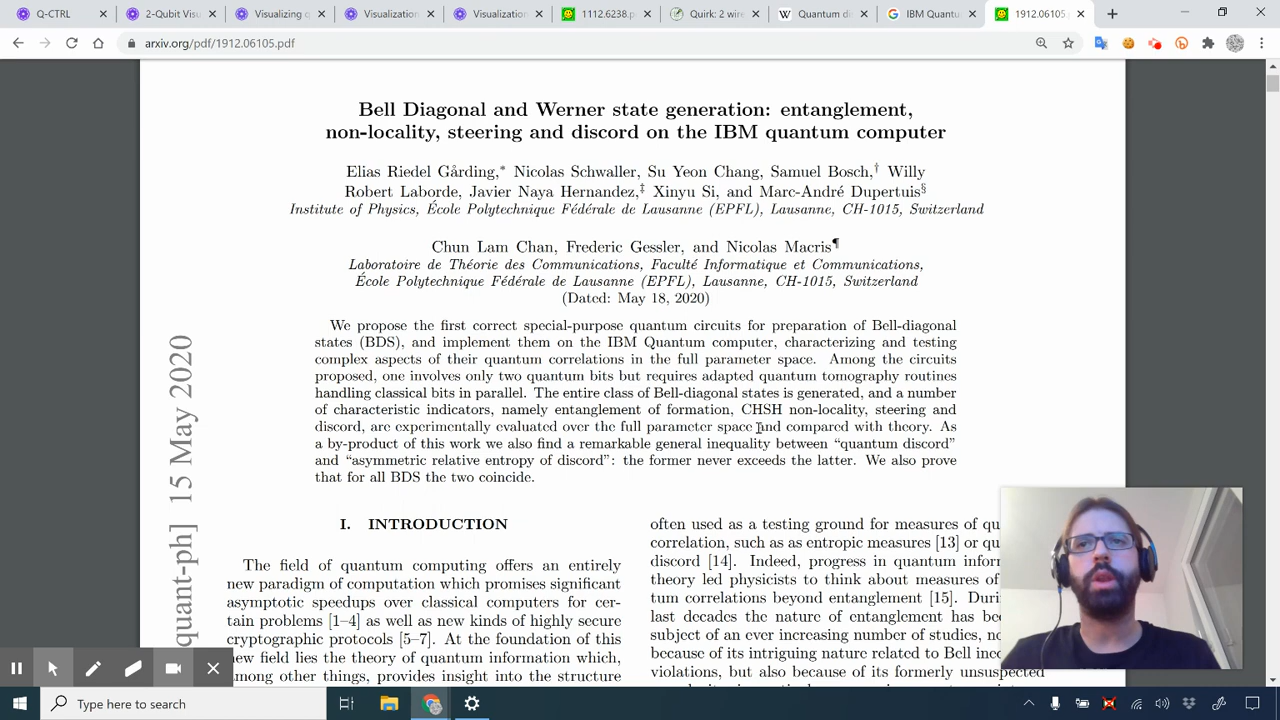 Q-CTRL
2-Qubit Visu
Visualizing q
Visualization
Visualization
1112.6238.p
Quirk: 2 wire
W Quantum di
IBM Quantu
1912.06105.p
arxiv.org/pdf/1912.06105.pdf
Bell Diagonal and Werner state generation: entanglement,
non-locality, steering and discord on the IBM quantum computer
Elias Riedel Gårding,* Nicolas Schwaller, Su Yeon Chang, Samuel Bosch,† Willy
Robert Laborde, Javier Naya Hernandez,‡ Xinyu Si, and Marc-André Dupertuis§
Institute of Physics, École Polytechnique Fédérale de Lausanne (EPFL), Lausanne, CH-1015, Switzerland
Chun Lam Chan, Frederic Gessler, and Nicolas Macris¶
Laboratoire de Théorie des Communications, Faculté Informatique et Communications,
École Polytechnique Fédérale de Lausanne (EPFL), Lausanne, CH-1015, Switzerland
(Dated: May 18, 2020)
We propose the first correct special-purpose quantum circuits for preparation of Bell-diagonal
states (BDS), and implement them on the IBM Quantum computer, characterizing and testing
complex aspects of their quantum correlations in the full parameter space. Among the circuits
proposed, one involves only two quantum bits but requires adapted quantum tomography routines
handling classical bits in parallel. The entire class of Bell-diagonal states is generated, and a number
of characteristic indicators, namely entanglement of formation, CHSH non-locality, steering and
discord, are experimentally evaluated over the full parameter space and compared with theory. As
a by-product of this work we also find a remarkable general inequality between “quantum discord”
and “asymmetric relative entropy of discord”: the former never exceeds the latter. We also prove
that for all BDS the two coincide.
quant-ph] 15 May 2020
I. INTRODUCTION
The field of quantum computing offers an entirely
new paradigm of computation which promises significant
asymptotic speedups over classical computers for cer-
tain problems [1–4] as well as new kinds of highly secure
cryptographic protocols [5–7]. At the foundation of this
new field lies the theory of quantum information which,
among other things, provides insight into the structure
often used as a testing ground for measures of qu
correlation, such as as entropic measures [13] or qu
discord [14]. Indeed, progress in quantum inform
theory led physicists to think about measures of
tum correlations beyond entanglement [15]. Duri
last decades the nature of entanglement has bee
subject of an ever increasing number of studies, no
because of its intriguing nature related to Bell ineq
violations, but also because of its formerly unsuspected
Type here to search